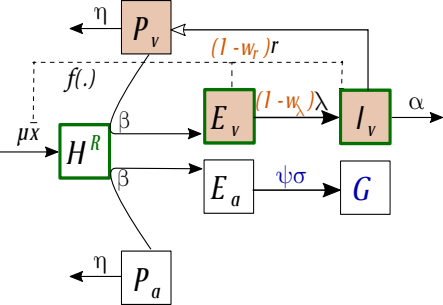 η
P_v
(1-w_r)r
f(.)
μx
β
E_v
(1-w_λ)λ
I_v
α
H^R
β
E_a
ψσ
G
η
P_a